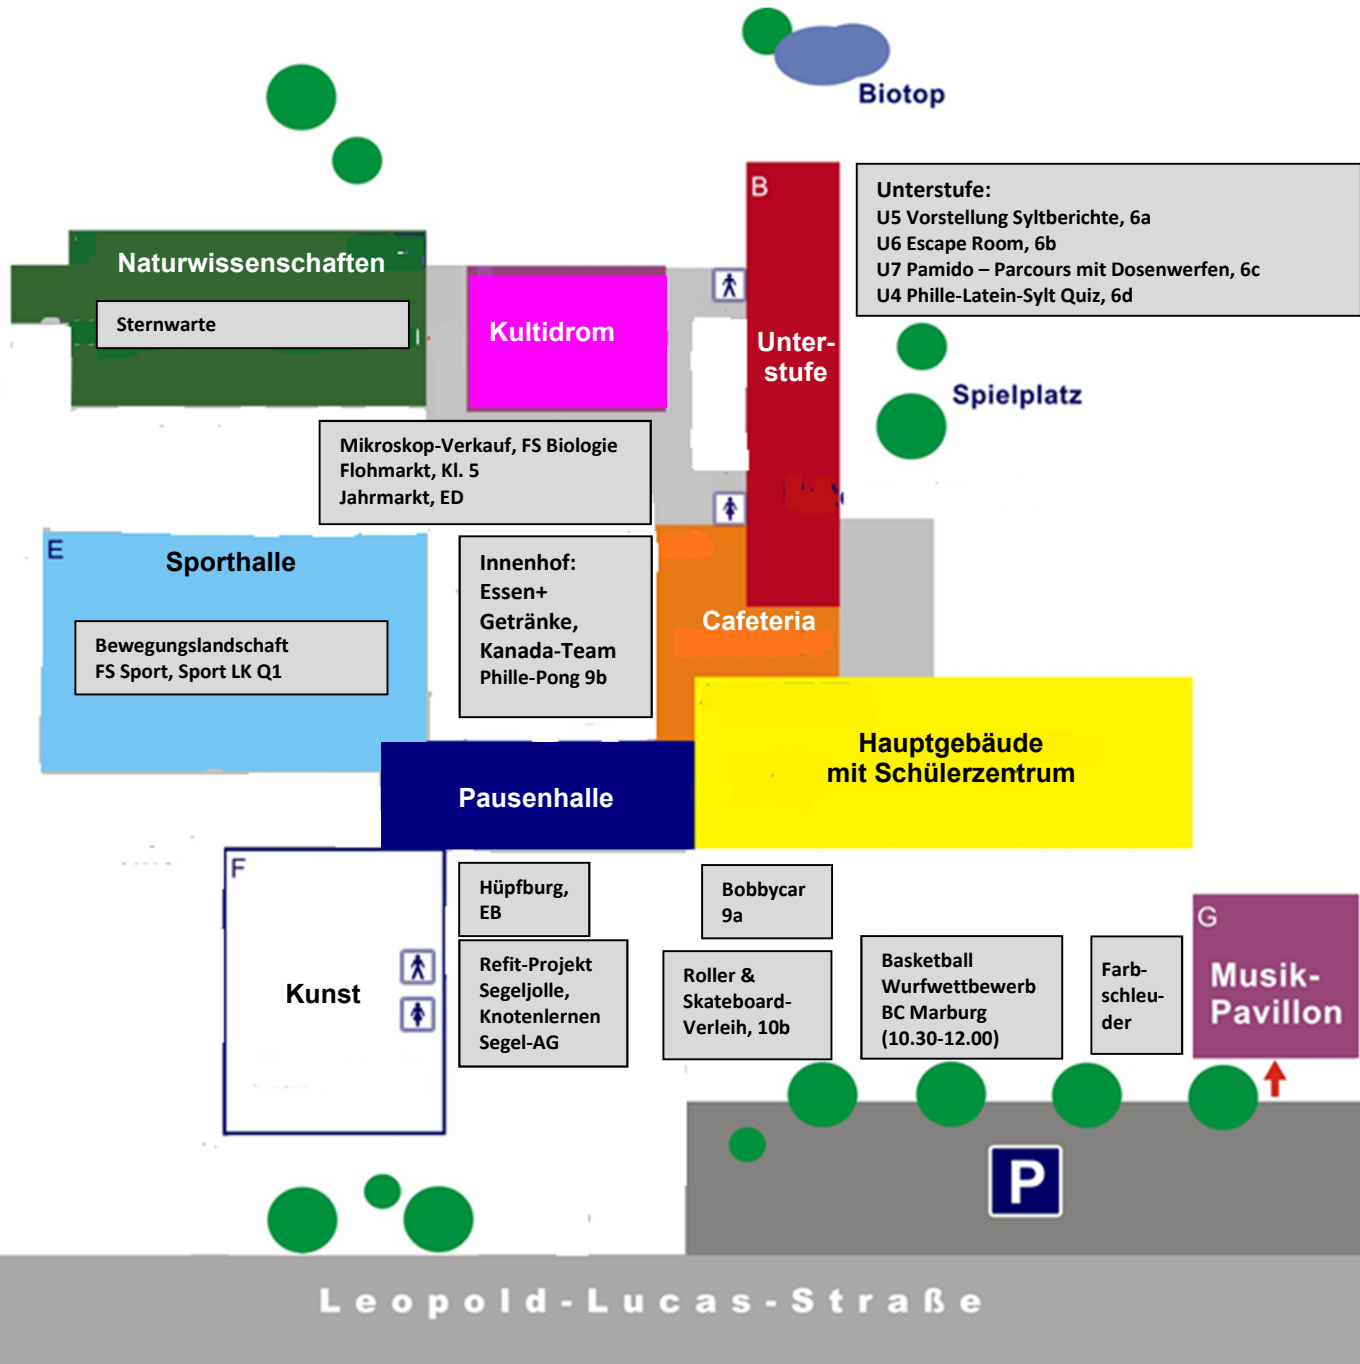 Biotop
B
Unterstufe:
U5 Vorstellung Syltberichte, 6a
U6 Escape Room, 6b
U7 Pamido – Parcours mit Dosenwerfen, 6c
U4 Phille-Latein-Sylt Quiz, 6d
Naturwissenschaften
Sternwarte
Kultidrom
Unter-
stufe
Spielplatz
Mikroskop-Verkauf, FS Biologie
Flohmarkt, Kl. 5
Jahrmarkt, ED
E
Sporthalle
Bewegungslandschaft
FS Sport, Sport LK Q1
Innenhof:
Essen+
Getränke,
Kanada-Team
Phille-Pong 9b
Cafeteria
Hauptgebäude
mit Schülerzentrum
Pausenhalle
F
Kunst
Hüpfburg,
EB
Refit-Projekt
Segeljolle,
Knotenlernen
Segel-AG
Bobbycar
9a
Roller &
Skateboard-
Verleih, 10b
Basketball
Wurfwettbewerb
BC Marburg
(10.30-12.00)
Farb-
schleu-
der
G
Musik-
Pavillon
P
Leopold-Lucas-Straße